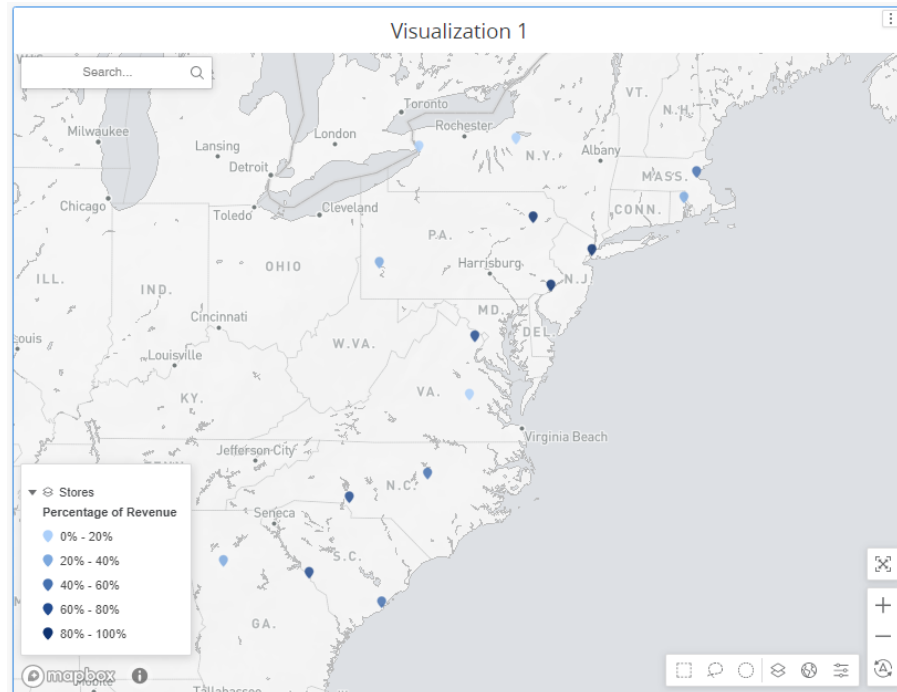 Visualization 1
Search...
VT.
N.H.
Toronto
Rochester
Milwaukee
London
Lansing
Albany
N.Y.
Detroit
MASS.
Chicago
Toledo
Cleveland
CONN.
P.A.
OHIO
Harrisburg
N.J.
ILL.
IND.
MD.
Cincinnati
DEL.
ouis
W.VA.
Louisville
VA.
KY.
Virginia Beach
Jefferson City
N.C.
Stores
Percentage of Revenue
Seneca
0% - 20%
20% - 40%
S.C.
40% - 60%
60% - 80%
GA.
80% - 100%
mapbox
Tallahassee